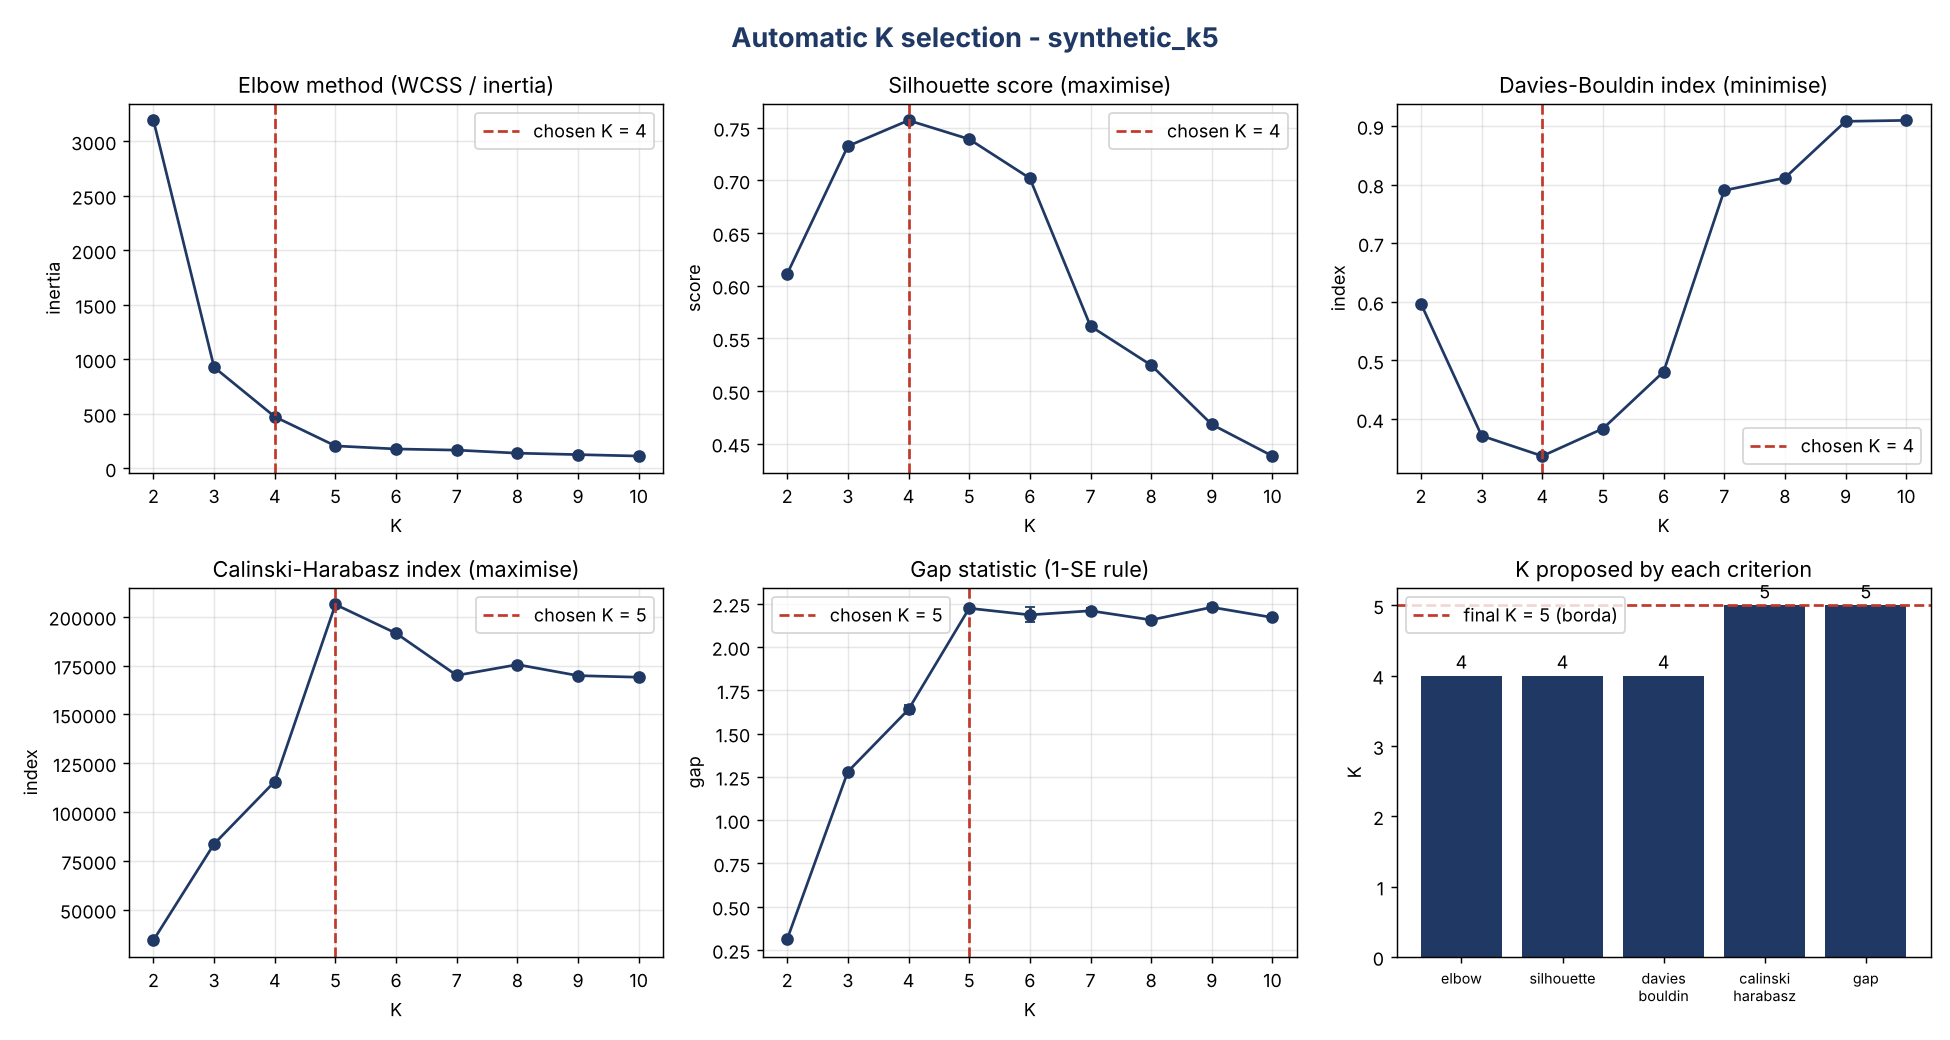 Automatic K selection - synthetic_k5
Elbow method (WCSS / inertia)
chosen K = 4
inertia
3000
2500
2000
1500
1000
500
0
2 3 4 5 6 7 8 9 10
K
Silhouette score (maximise)
chosen K = 4
score
0.75
0.70
0.65
0.60
0.55
0.50
0.45
2 3 4 5 6 7 8 9 10
K
Davies-Bouldin index (minimise)
chosen K = 4
index
0.9
0.8
0.7
0.6
0.5
0.4
2 3 4 5 6 7 8 9 10
K
Calinski-Harabasz index (maximise)
chosen K = 5
index
200000
175000
150000
125000
100000
75000
50000
2 3 4 5 6 7 8 9 10
K
Gap statistic (1-SE rule)
chosen K = 5
gap
2.25
2.00
1.75
1.50
1.25
1.00
0.75
0.50
0.25
2 3 4 5 6 7 8 9 10
K
K proposed by each criterion
final K = 5 (borda)
K
5
4
3
2
1
0
4 4 4 5 5
elbow silhouette davies bouldin calinski harabasz gap